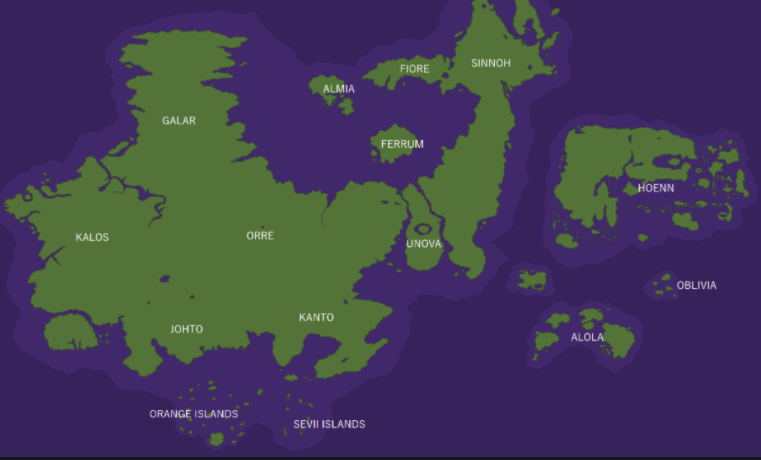 SINNOH
FIORE
ALMIA
GALAR
FERRUM
HOENN
KALOS
ORRE
UNOVA
OBLIVIA
KANTO
JOHTO
ALOLA
ORANGE ISLANDS
SEVII ISLANDS